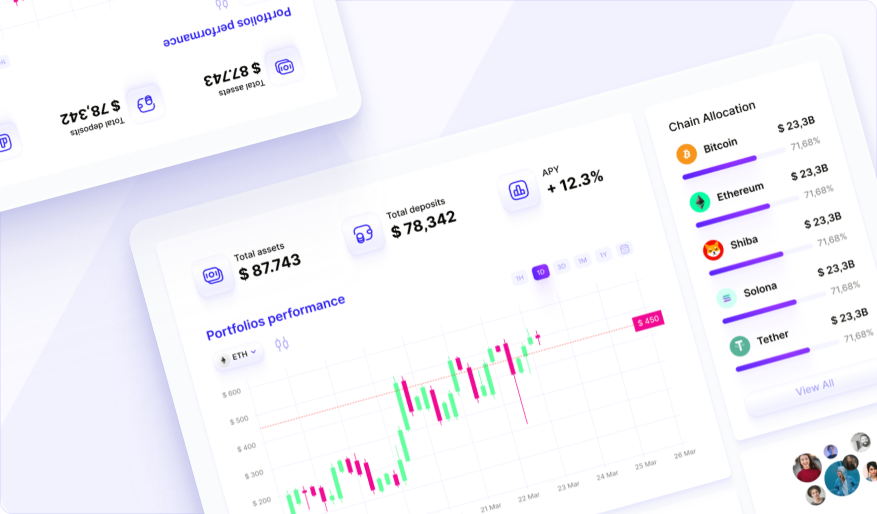 Portfolios performance
Total assets
$ 87.743
Total deposits
$ 78,342
Total assets
$ 87.743
Total deposits
$ 78,342
APY
+ 12.3%
Portfolios performance
1H
1D
3D
1M
1Y
ETH
$ 600
$ 500
$ 400
$ 300
$ 200
$ 450
21 Mar
22 Mar
23 Mar
24 Mar
25 Mar
26 Mar
Chain Allocation
Bitcoin
$ 23,3B
71,68%
Ethereum
$ 23,3B
71,68%
Shiba
$ 23,3B
71,68%
Solona
$ 23,3B
71,68%
Tether
$ 23,3B
71,68%
View All